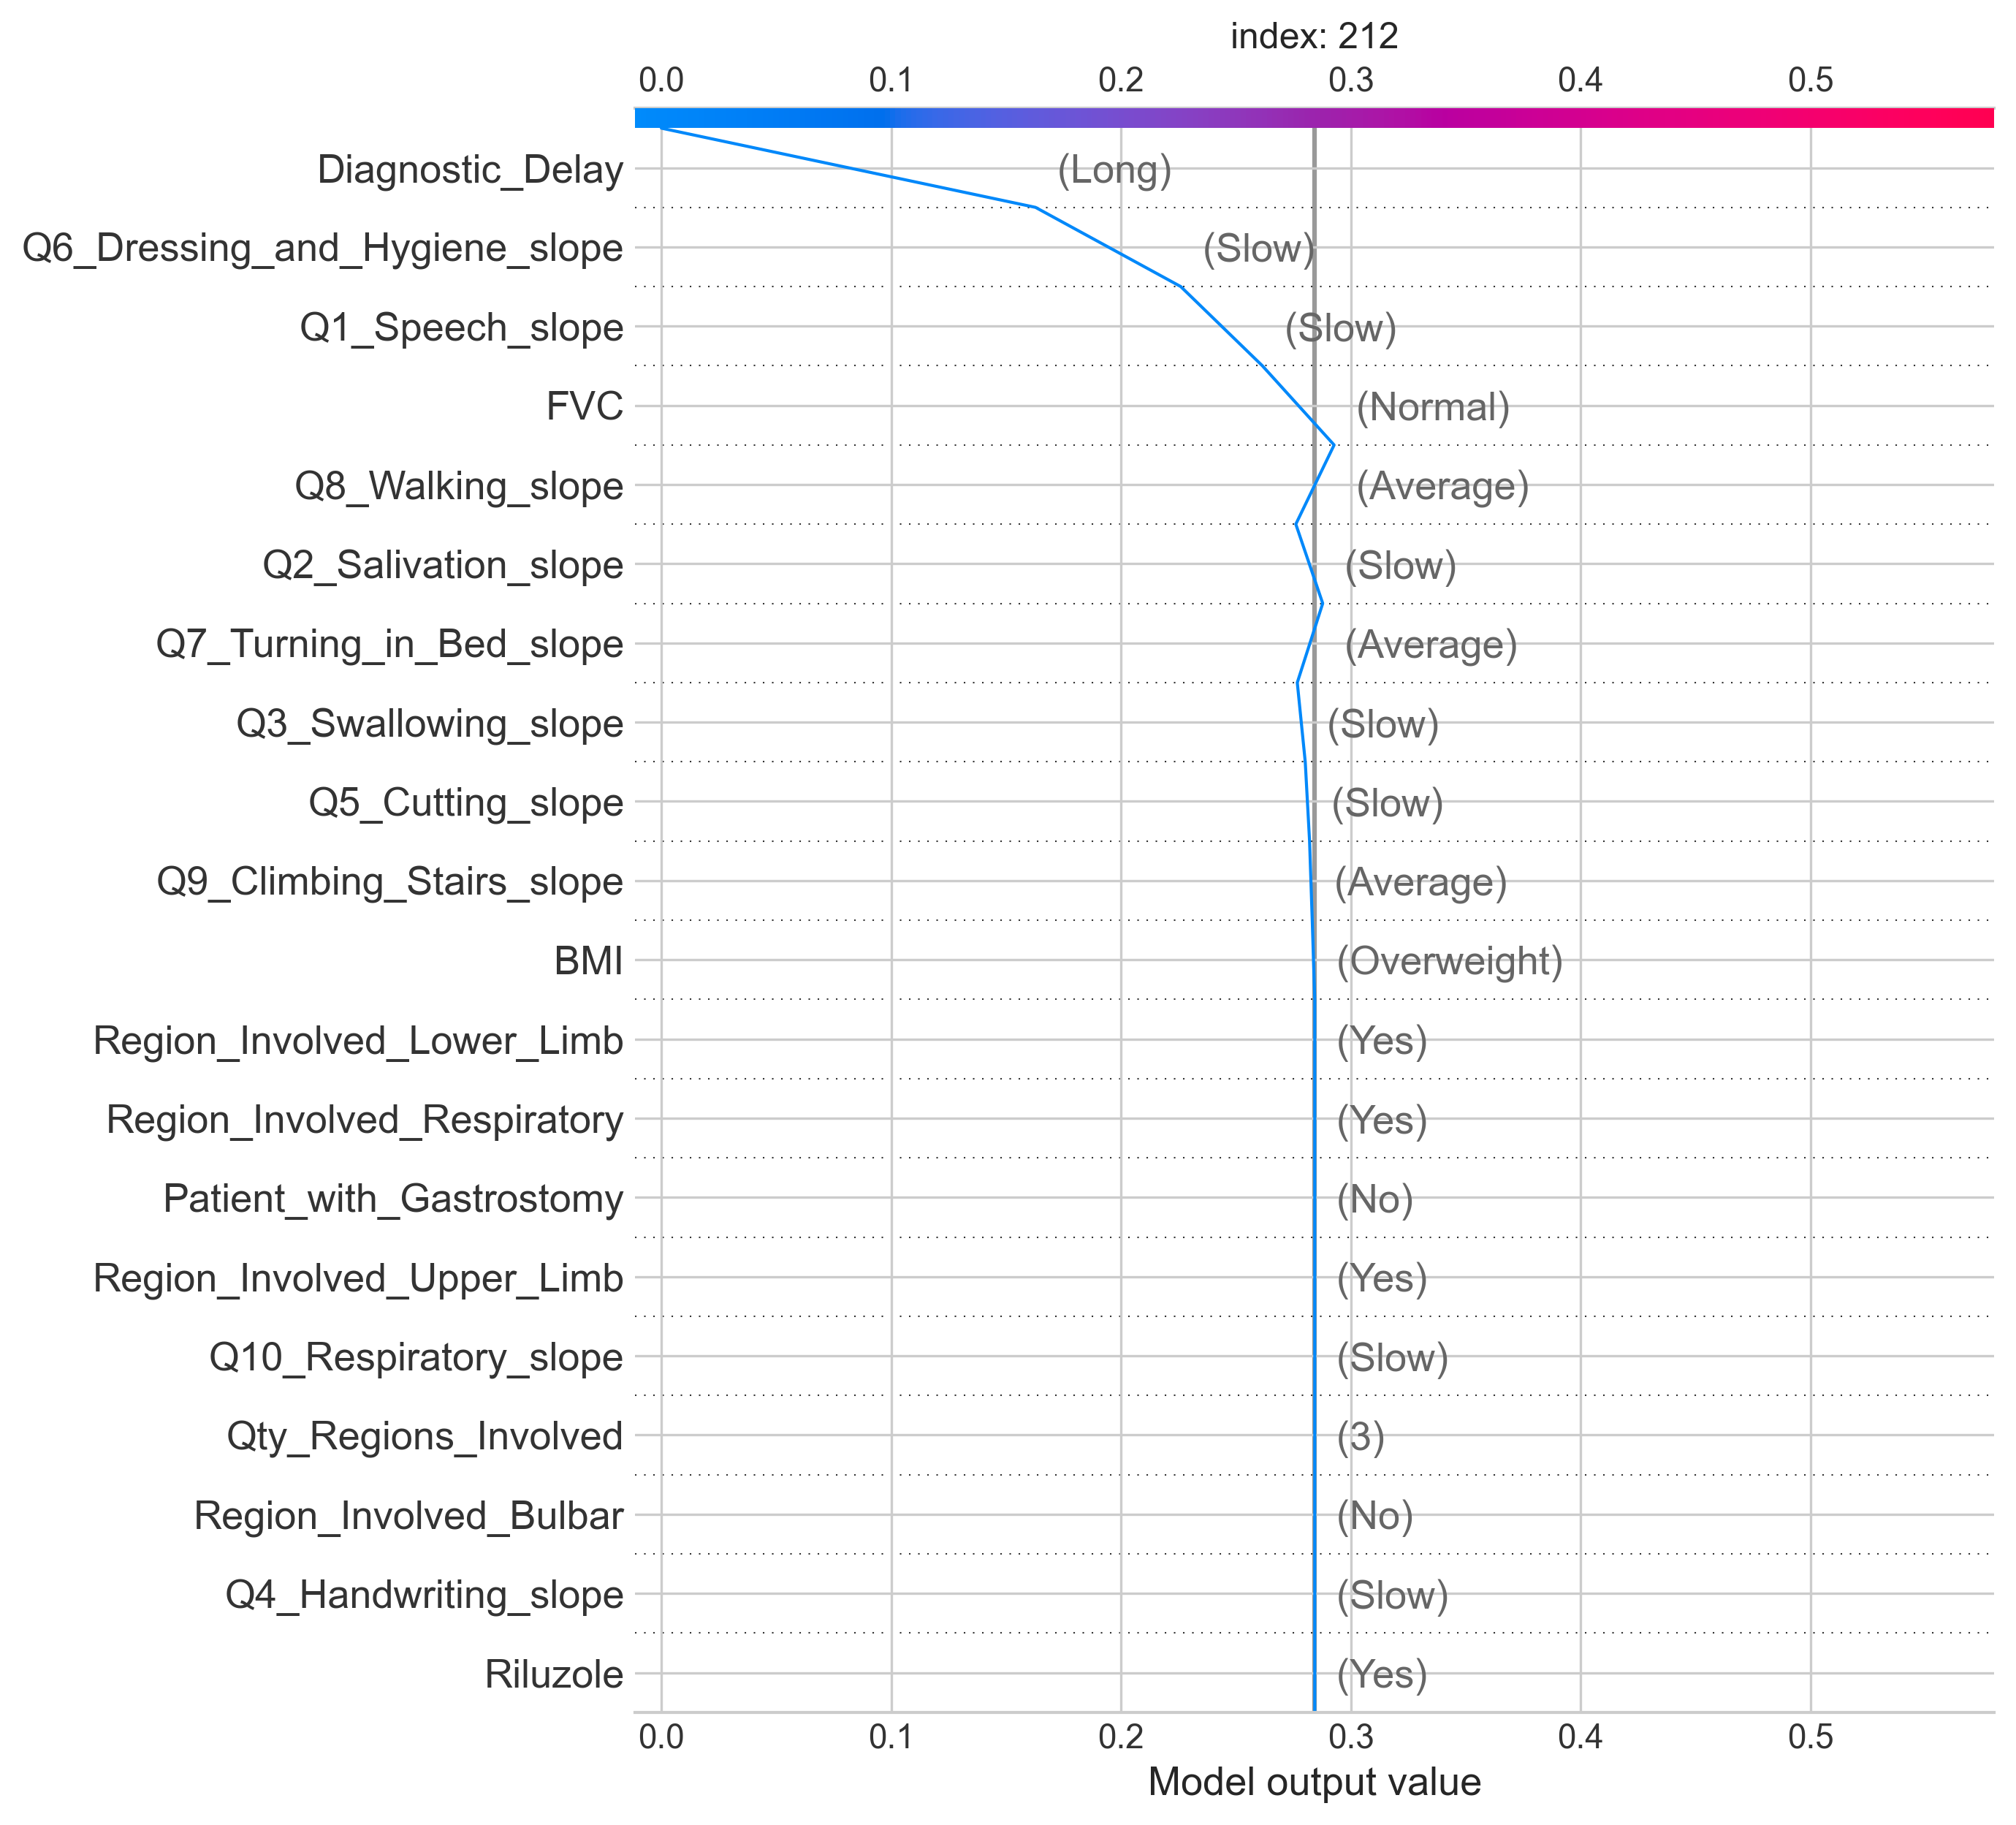 index: 212
0.0 0.1 0.2 0.3 0.4 0.5
Diagnostic_Delay (Long)
Q6_Dressing_and_Hygiene_slope (Slow)
Q1_Speech_slope (Slow)
FVC (Normal)
Q8_Walking_slope (Average)
Q2_Salivation_slope (Slow)
Q7_Turning_in_Bed_slope (Average)
Q3_Swallowing_slope (Slow)
Q5_Cutting_slope (Slow)
Q9_Climbing_Stairs_slope (Average)
BMI (Overweight)
Region_Involved_Lower_Limb (Yes)
Region_Involved_Respiratory (Yes)
Patient_with_Gastrostomy (No)
Region_Involved_Upper_Limb (Yes)
Q10_Respiratory_slope (Slow)
Qty_Regions_Involved (3)
Region_Involved_Bulbar (No)
Q4_Handwriting_slope (Slow)
Riluzole (Yes)
0.0 0.1 0.2 0.3 0.4 0.5
Model output value